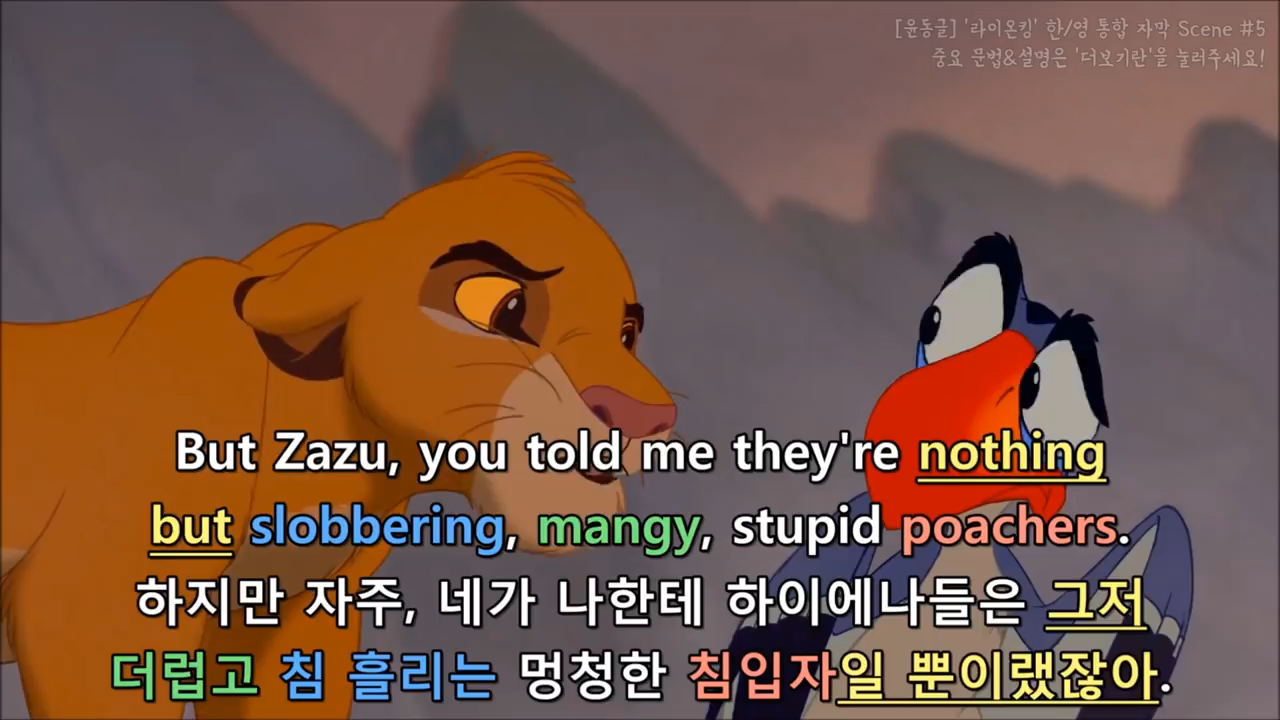 [윤동글] '라이온킹' 한/영 통합 자막 Scene #5
중요 문법&설명은 '더보기란'을 눌러주세요!
But Zazu, you told me they're nothing
but slobbering, mangy, stupid poachers.
하지만 자주, 네가 나한테 하이에나들은 그저
더럽고 침 흘리는 멍청한 침입자일 뿐이랬잖아.